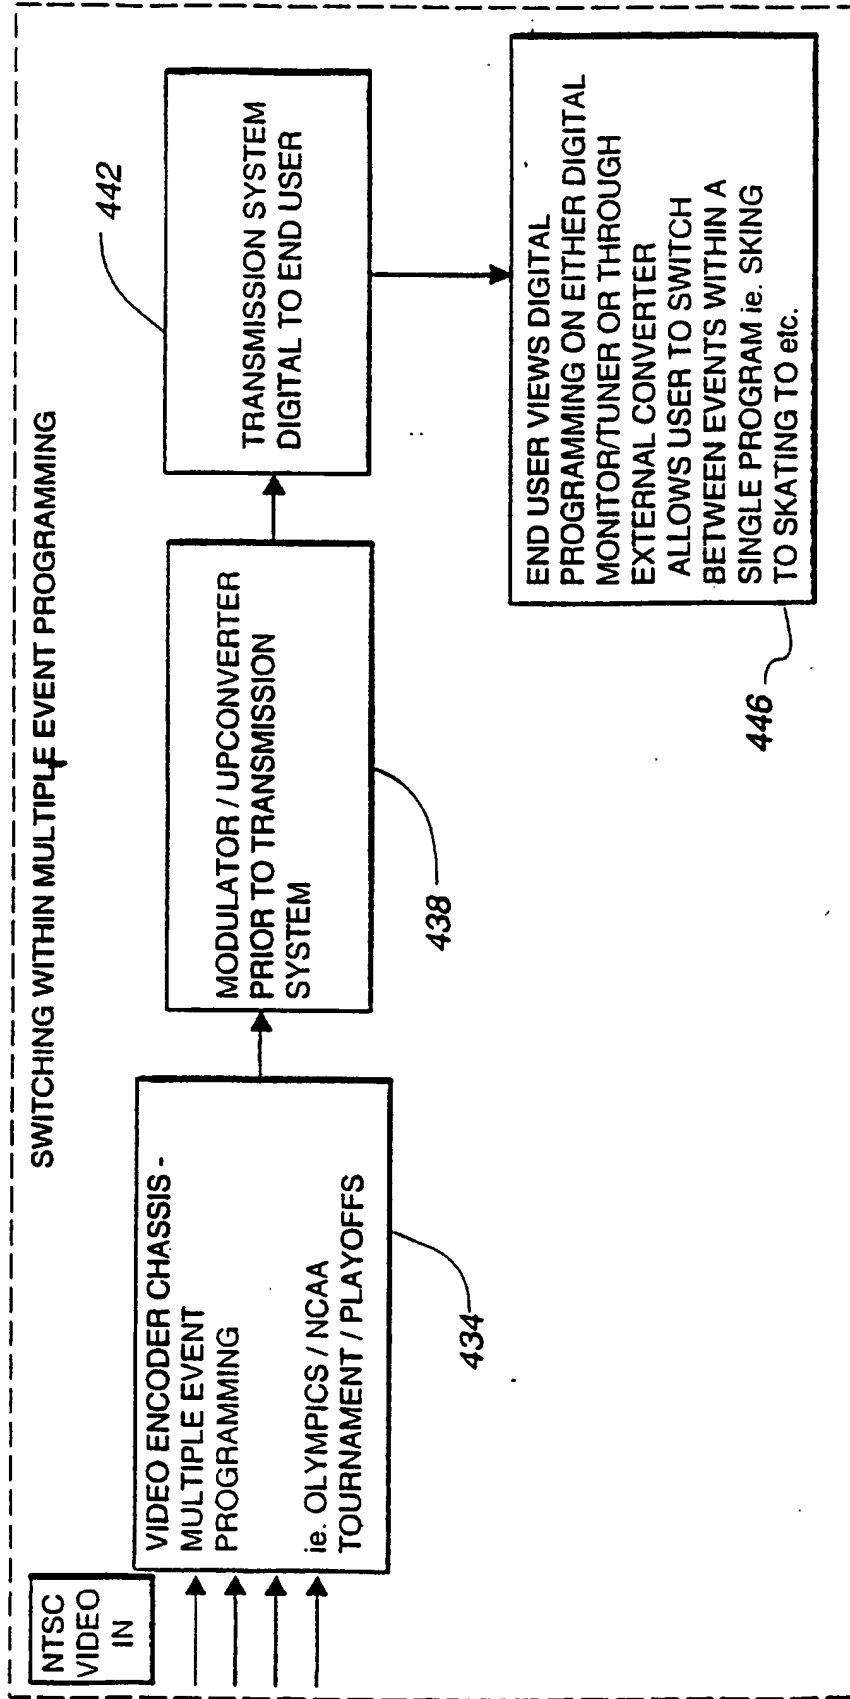 SWITCHING WITHIN MULTIPLE EVENT PROGRAMMING
NTSC
VIDEO
IN
VIDEO ENCODER CHASSIS -
MULTIPLE EVENT
PROGRAMMING
ie. OLYMPICS / NCAA
TOURNAMENT / PLAYOFFS
434
MODULATOR / UPCONVERTER
PRIOR TO TRANSMISSION
SYSTEM
438
TRANSMISSION SYSTEM
DIGITAL TO END USER
442
END USER VIEWS DIGITAL
PROGRAMMING ON EITHER DIGITAL
MONITOR/TUNER OR THROUGH
EXTERNAL CONVERTER
ALLOWS USER TO SWITCH
BETWEEN EVENTS WITHIN A
SINGLE PROGRAM ie. SKING
TO SKATING TO etc.
446